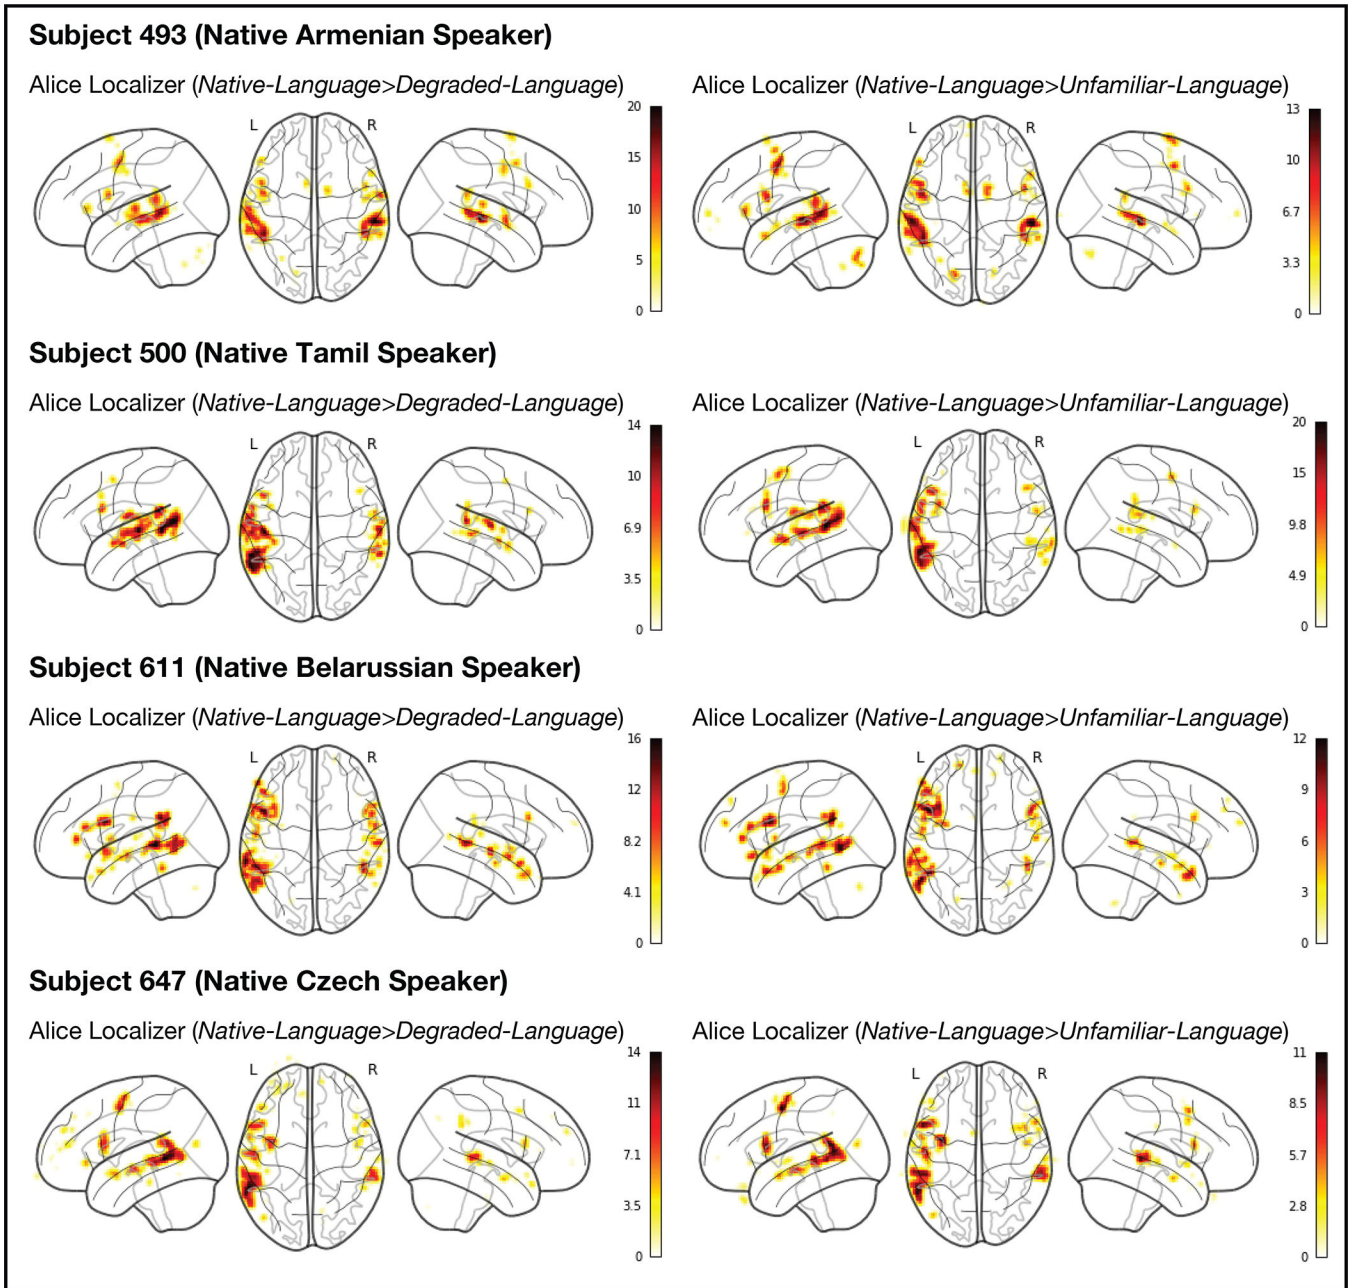 Subject 493 (Native Armenian Speaker)
Alice Localizer (Native-Language>Degraded-Language)
L
R
20
15
10
5
0
Alice Localizer (Native-Language>Unfamiliar-Language)
L
R
13
10
6.7
3.3
0
Subject 500 (Native Tamil Speaker)
Alice Localizer (Native-Language>Degraded-Language)
L
R
14
10
6.9
3.5
0
Alice Localizer (Native-Language>Unfamiliar-Language)
L
R
20
15
9.8
4.9
0
Subject 611 (Native Belarussian Speaker)
Alice Localizer (Native-Language>Degraded-Language)
L
R
16
12
8.2
4.1
0
Alice Localizer (Native-Language>Unfamiliar-Language)
L
R
12
9
6
3
0
Subject 647 (Native Czech Speaker)
Alice Localizer (Native-Language>Degraded-Language)
L
R
14
11
7.1
3.5
0
Alice Localizer (Native-Language>Unfamiliar-Language)
L
R
11
8.5
5.7
2.8
0